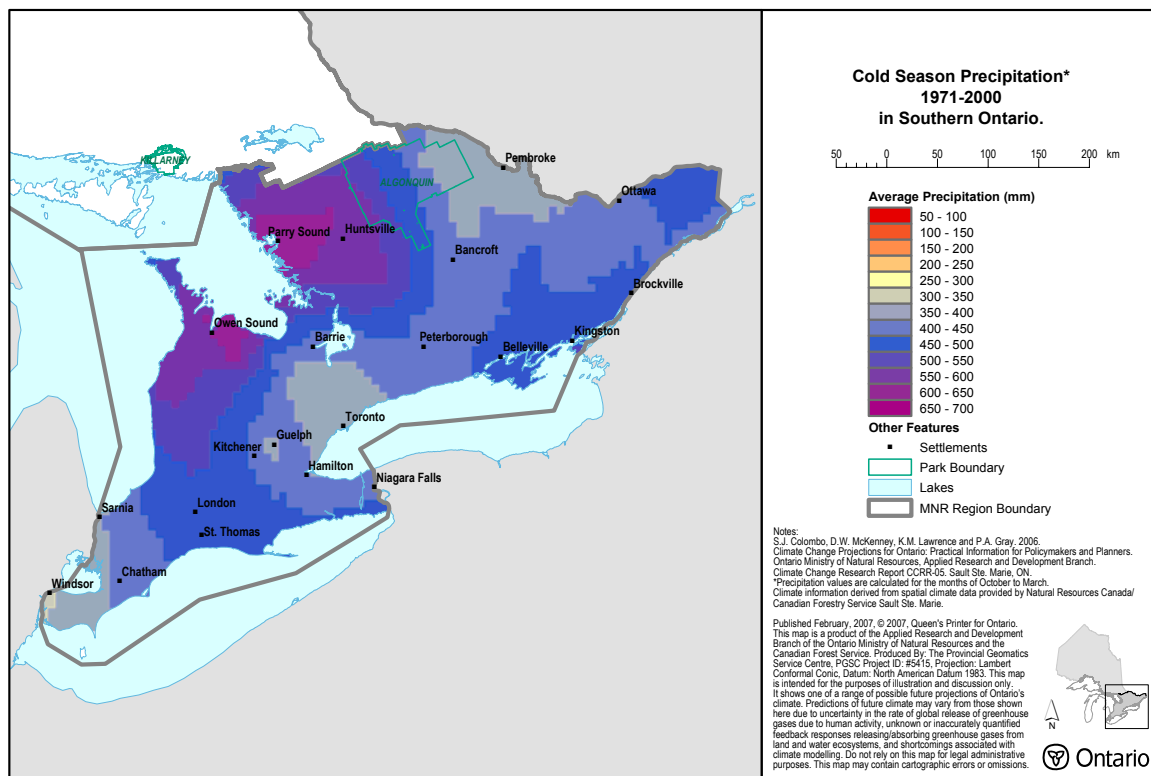 Cold Season Precipitation*
1971-2000
in Southern Ontario.
50 0 50 100 150 200 km
Average Precipitation (mm)
50 - 100
100 - 150
150 - 200
200 - 250
250 - 300
300 - 350
350 - 400
400 - 450
450 - 500
500 - 550
550 - 600
600 - 650
650 - 700
Other Features
Settlements
Park Boundary
Lakes
MNR Region Boundary
Notes:
S.J. Colombo, D.W. McKenney, K.M. Lawrence and P.A. Gray. 2006.
Climate Change Projections for Ontario: Practical Information for Policymakers and Planners.
Ontario Ministry of Natural Resources, Applied Research and Development Branch.
Climate Change Research Report CCRR-05. Sault Ste. Marie, ON.
*Precipitation values are calculated for the months of October to March.
Climate information derived from spatial climate data provided by Natural Resources Canada/
Canadian Forestry Service Sault Ste. Marie.
Published February, 2007, © 2007, Queen's Printer for Ontario.
This map is a product of the Applied Research and Development
Branch of the Ontario Ministry of Natural Resources and the
Canadian Forest Service. Produced By: The Provincial Geomatics
Service Centre, PGSC Project ID: #5415, Projection: Lambert
Conformal Conic, Datum: North American Datum 1983. This map
is intended for the purposes of illustration and discussion only.
It shows one of a range of possible future projections of Ontario's
climate. Predictions of future climate may vary from those shown
here due to uncertainty in the rate of global release of greenhouse
gases due to human activity, unknown or inaccurately quantified
feedback responses releasing/absorbing greenhouse gases from
land and water ecosystems, and shortcomings associated with
climate modelling. Do not rely on this map for legal administrative
purposes. This map may contain cartographic errors or omissions.
N
Ontario
KILLARNEY
Pembroke
ALGONQUIN
Ottawa
Parry Sound
Huntsville
Bancroft
Brockville
Owen Sound
Barrie
Peterborough
Kingston
Belleville
Toronto
Guelph
Kitchener
Hamilton
Niagara Falls
London
Sarnia
St. Thomas
Chatham
Windsor